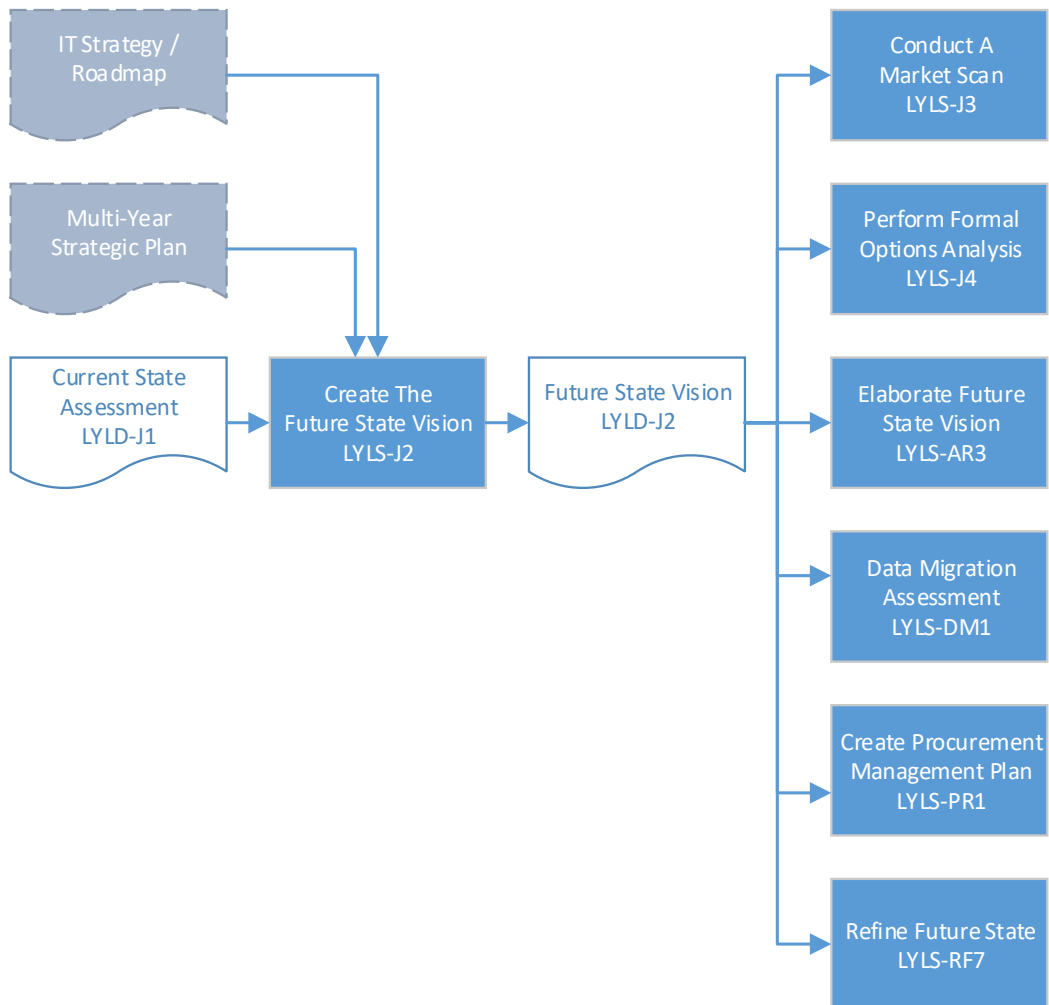 IT Strategy /
Roadmap
Multi-Year
Strategic Plan
Current State
Assessment
LYLD-J1
Create The
Future State Vision
LYLS-J2
Future State Vision
LYLD-J2
Conduct A
Market Scan
LYLS-J3
Perform Formal
Options Analysis
LYLS-J4
Elaborate Future
State Vision
LYLS-AR3
Data Migration
Assessment
LYLS-DM1
Create Procurement
Management Plan
LYLS-PR1
Refine Future State
LYLS-RF7